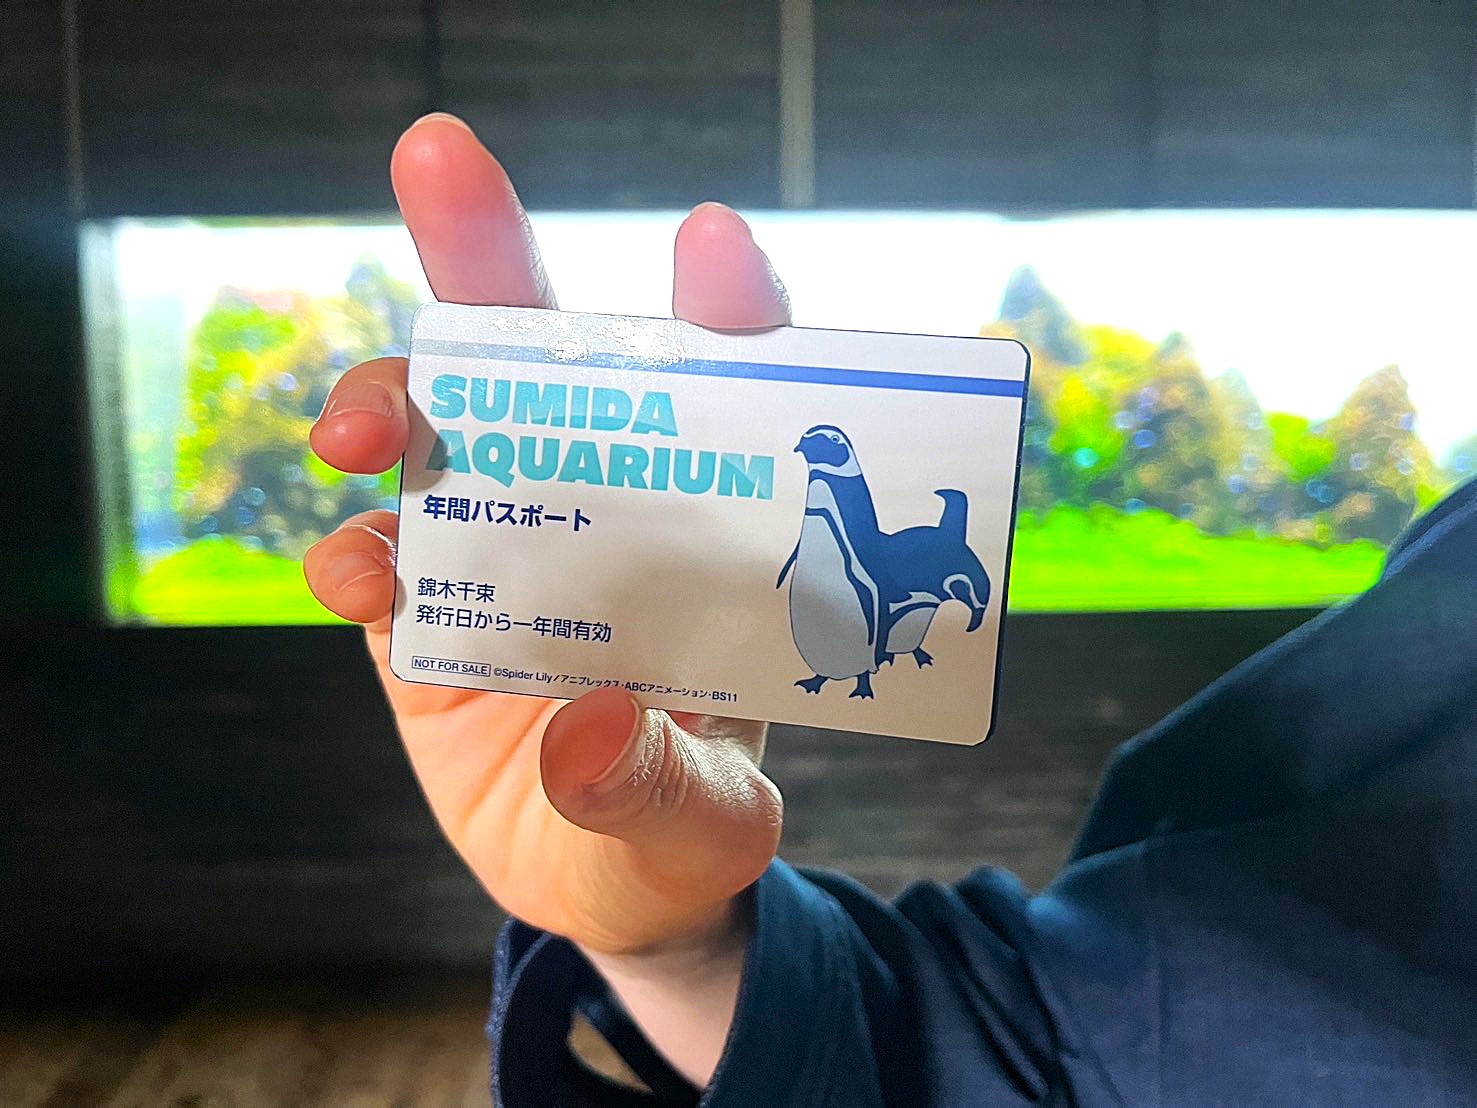 SUMIDA
AQUARIUM
年間パスポート
錦木千束
発行日から一年間有効
NOT FOR SALE ©Spider Lily/アニプレックス・ABCアニメーション・BS11